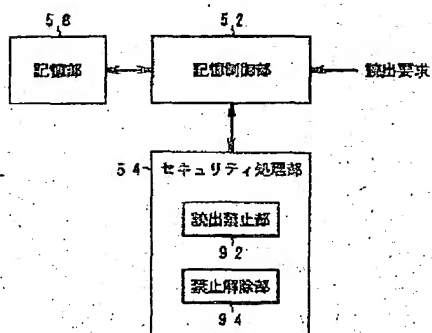 ５８
５２
記憶部
記憶制御部
読出要求
５４
セキュリティ処理部
読出禁止部
９２
禁止解除部
９４